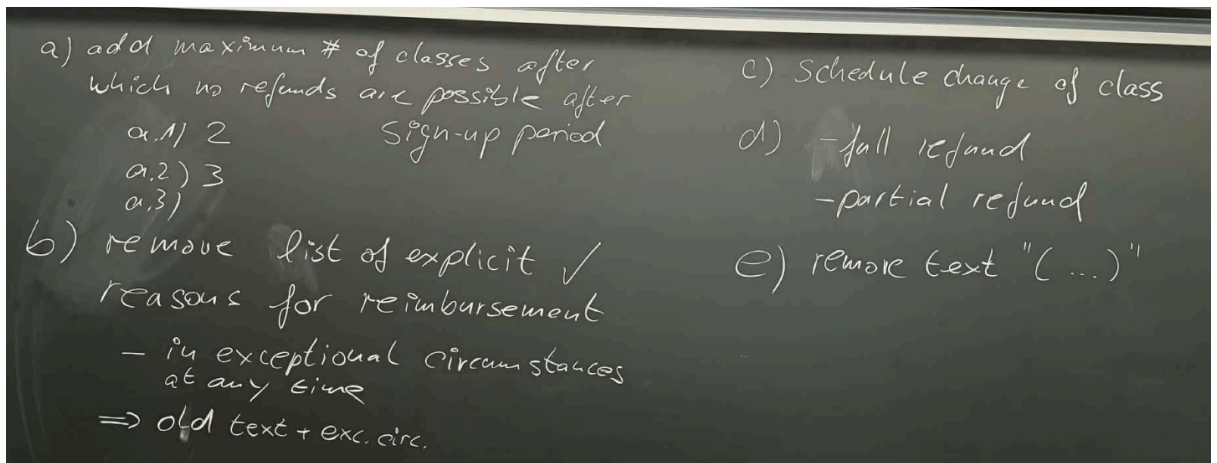 a) add maximum # of classes after
which no refunds are possible after
sign-up period
a.1) 2
a.2) 3
a.3)
b) remove list of explicit ✓
reasons for reimbursement
- in exceptional circumstances
at any time
=> old text + exc. circ.
c) schedule change of class
d) - full refund
- partial refund
e) remove text "(...)"